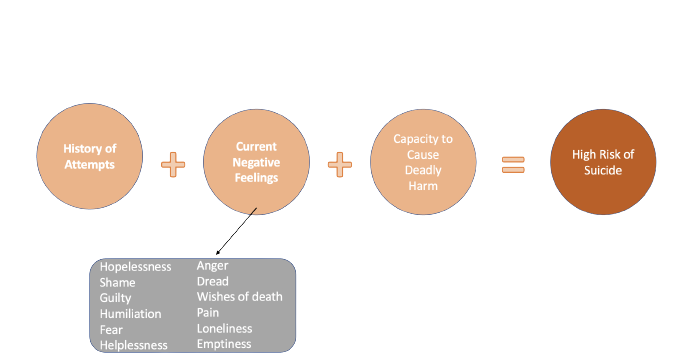 History of
Attempts
Current
Negative
Feelings
Capacity to
Cause
Deadly
Harm
High Risk of
Suicide
Hopelessness
Shame
Guilty
Humiliation
Fear
Helplessness
Anger
Dread
Wishes of death
Pain
Loneliness
Emptiness